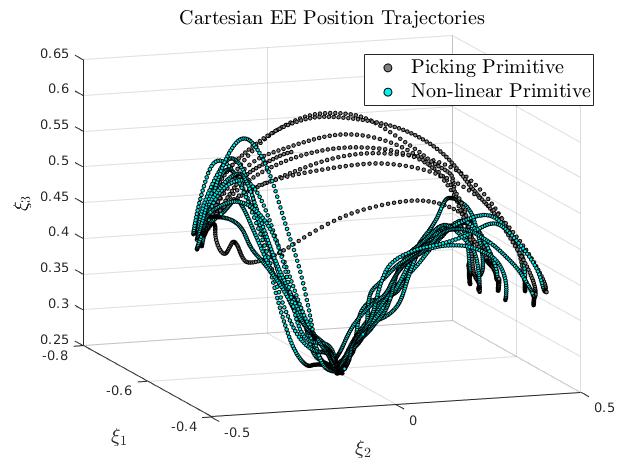 Cartesian EE Position Trajectories
Picking Primitive
Non-linear Primitive
0.65
0.6
0.55
0.5
0.45
0.4
0.35
0.3
0.25
ξ3
-0.8
-0.6
-0.4
ξ1
-0.5
0
0.5
ξ2